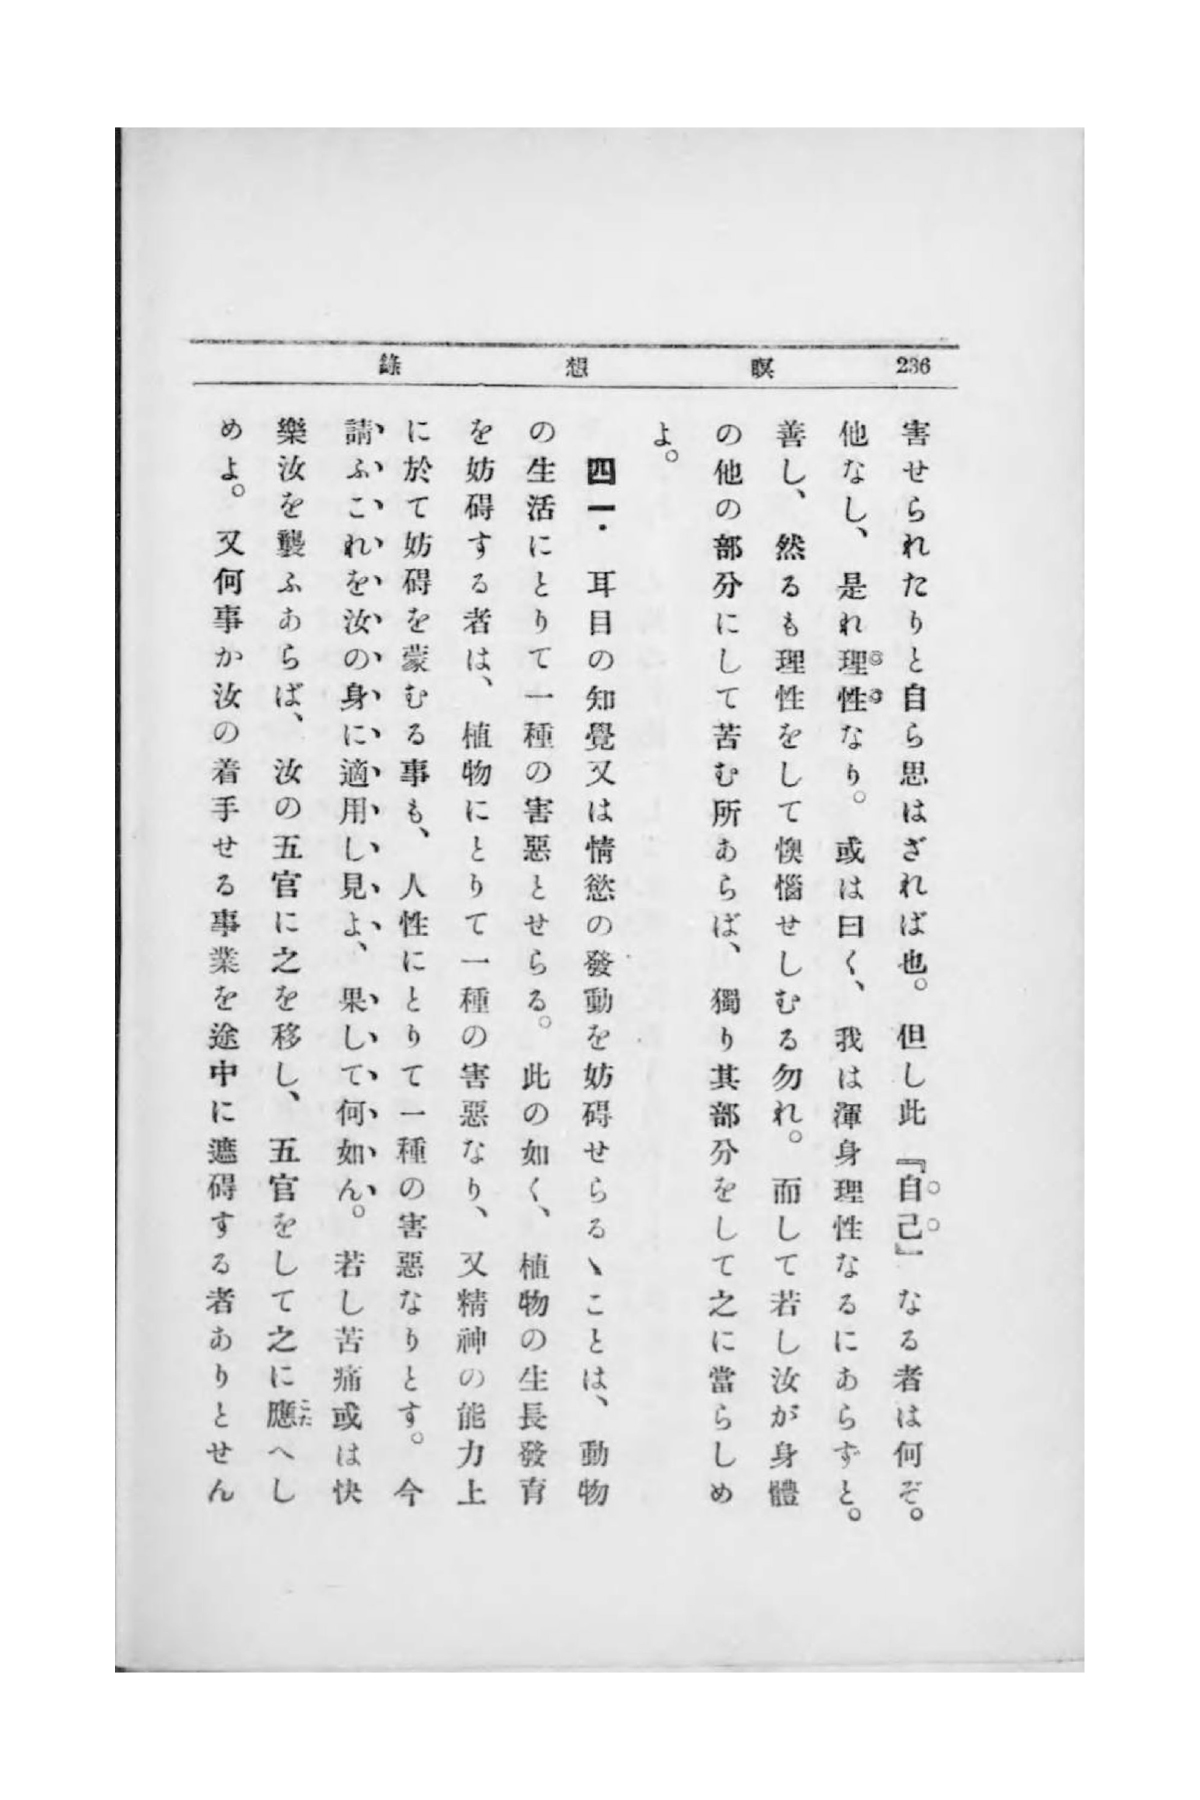 236
瞑想錄
害せられたりと自ら思はざれば也。但し此『自己』なる者は何ぞ。
他なし、是れ理性なり。或は曰く、我は渾身理性なるにあらずと。
善し、然るも理性をして懊惱せしむる勿れ。而して若し汝が身體
の他の部分にして苦む所あらば、獨り其部分をして之に當らしめ
よ。
四一・耳目の知覺又は情慾の發動を妨碍せらるゝことは、動物
の生活にとりて一種の害惡とせらる。此の如く、植物の生長發育
を妨碍する者は、植物にとりて一種の害惡なり、又精神の能力上
に於て妨碍を蒙むる事も、人性にとりて一種の害惡なりとす。今
請ふこれを汝の身に適用し見よ、果して何如ん。若し苦痛或は快
樂汝を襲ふあらば、汝の五官に之を移し、五官をして之に應へし
こた
めよ。又何事か汝の着手せる事業を途中に遮碍する者ありとせん